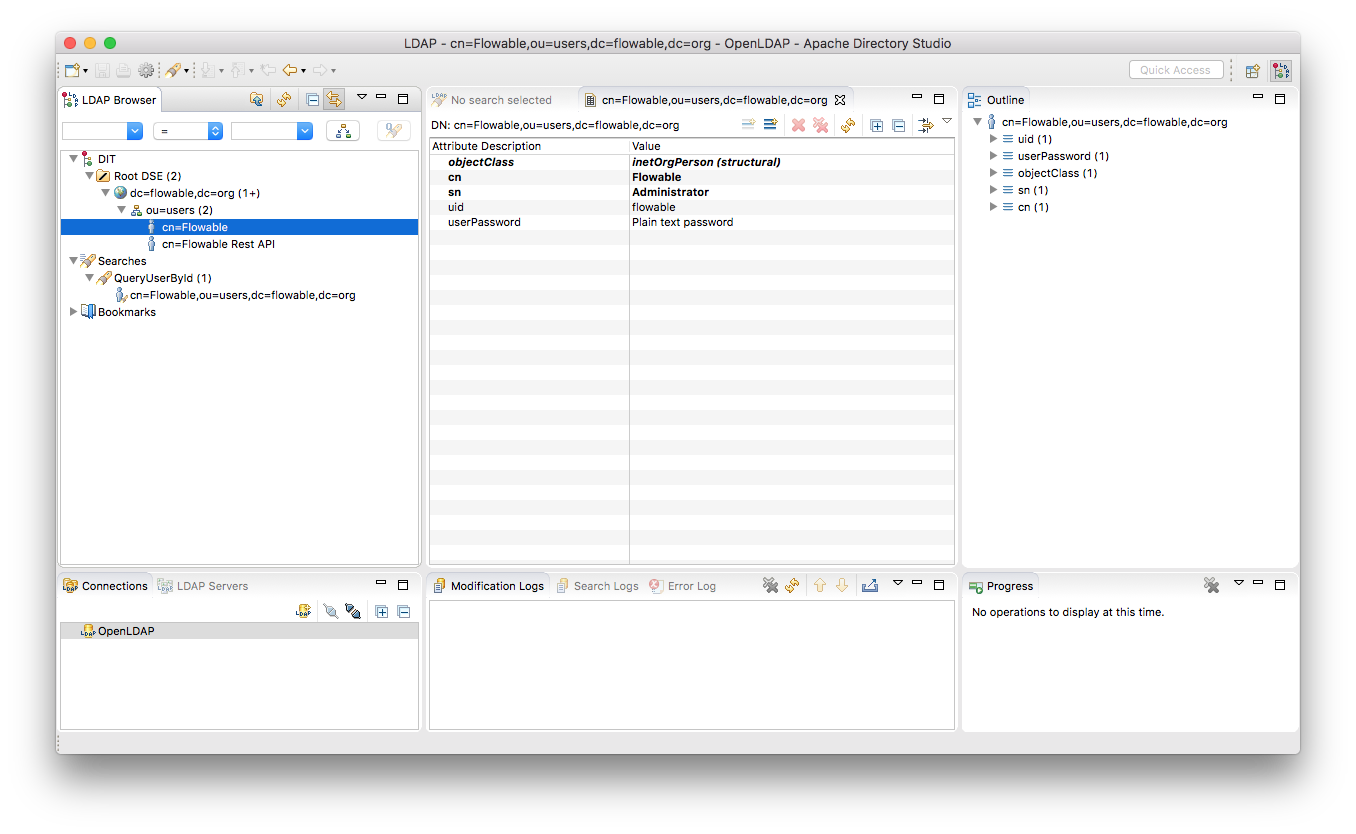 LDAP - cn=Flowable,ou=users,dc=flowable,dc=org - OpenLDAP - Apache Directory Studio
Quick Access
LDAP Browser
=
DIT
Root DSE (2)
dc=flowable,dc=org (1+)
ou=users (2)
cn=Flowable
cn=Flowable Rest API
Searches
QueryUserById (1)
cn=Flowable,ou=users,dc=flowable,dc=org
Bookmarks
No search selected
cn=Flowable,ou=users,dc=flowable,dc=org
DN: cn=Flowable,ou=users,dc=flowable,dc=org
Attribute Description Value
objectClass inetOrgPerson (structural)
cn Flowable
sn Administrator
uid flowable
userPassword Plain text password
Outline
cn=Flowable,ou=users,dc=flowable,dc=org
uid (1)
userPassword (1)
objectClass (1)
sn (1)
cn (1)
Connections LDAP Servers
OpenLDAP
Modification Logs Search Logs Error Log
Progress
No operations to display at this time.